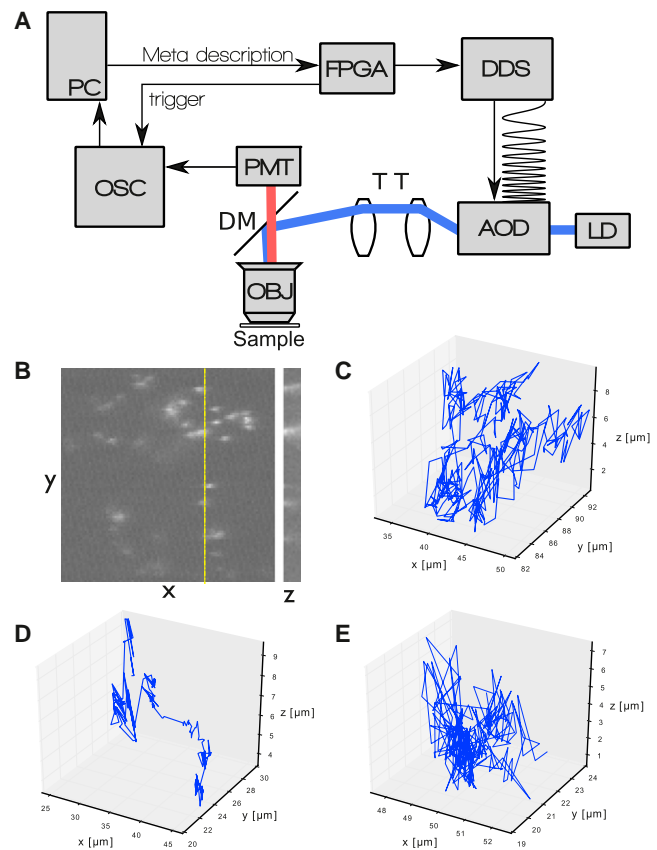 A
PC
Meta description
trigger
FPGA
DDS
OSC
PMT
T T
DM
AOD
LD
OBJ
Sample
B
y
x
z
C
8
6
4
2
z [µm]
35
40
45
50
x [µm]
82
84
86
88
90
92
y [µm]
D
9
8
7
6
5
4
z [µm]
25
30
35
40
45
x [µm]
20
22
24
26
28
30
y [µm]
E
7
6
5
4
3
2
1
z [µm]
48
49
50
51
52
x [µm]
19
20
21
22
23
24
y [µm]